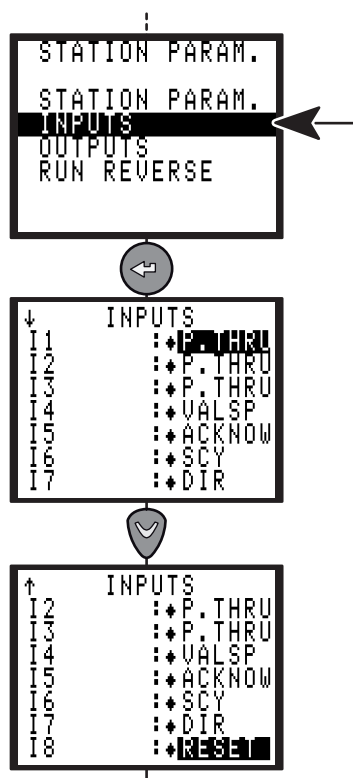 STATION PARAM.
STATION PARAM.
INPUTS
OUTPUTS
RUN REVERSE
↓ INPUTS
I1 :♦P.THRU
I2 :♦P.THRU
I3 :♦P.THRU
I4 :♦VALSP
I5 :♦ACKNOW
I6 :♦SCY
I7 :♦DIR
↑ INPUTS
I2 :♦P.THRU
I3 :♦P.THRU
I4 :♦VALSP
I5 :♦ACKNOW
I6 :♦SCY
I7 :♦DIR
I8 :♦RESET